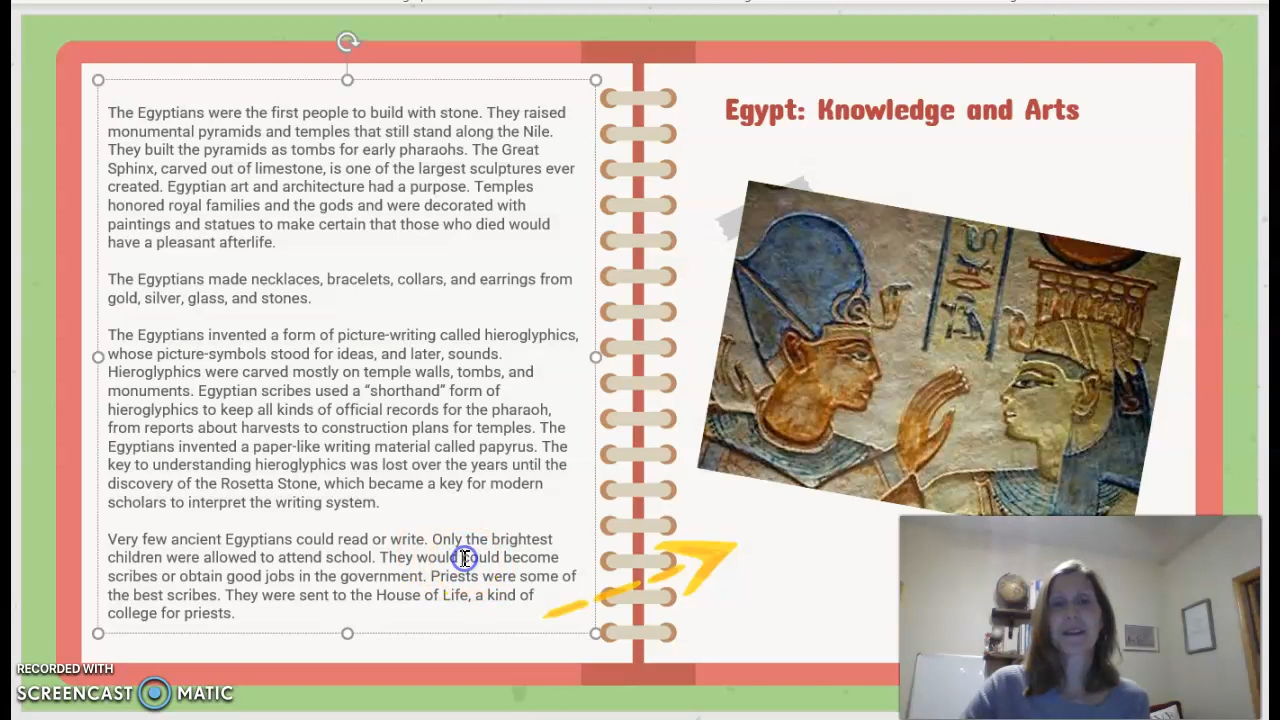 The Egyptians were the first people to build with stone. They raised
monumental pyramids and temples that still stand along the Nile.
They built the pyramids as tombs for early pharaohs. The Great
Sphinx, carved out of limestone, is one of the largest sculptures ever
created. Egyptian art and architecture had a purpose. Temples
honored royal families and the gods and were decorated with
paintings and statues to make certain that those who died would
have a pleasant afterlife.
The Egyptians made necklaces, bracelets, collars, and earrings from
gold, silver, glass, and stones.
The Egyptians invented a form of picture-writing called hieroglyphics,
whose picture-symbols stood for ideas, and later, sounds.
Hieroglyphics were carved mostly on temple walls, tombs, and
monuments. Egyptian scribes used a “shorthand” form of
hieroglyphics to keep all kinds of official records for the pharaoh,
from reports about harvests to construction plans for temples. The
Egyptians invented a paper-like writing material called papyrus. The
key to understanding hieroglyphics was lost over the years until the
discovery of the Rosetta Stone, which became a key for modern
scholars to interpret the writing system.
Very few ancient Egyptians could read or write. Only the brightest
children were allowed to attend school. They would could become
scribes or obtain good jobs in the government. Priests were some of
the best scribes. They were sent to the House of Life, a kind of
college for priests.
Egypt: Knowledge and Arts
RECORDED WITH
SCREENCAST MATIC